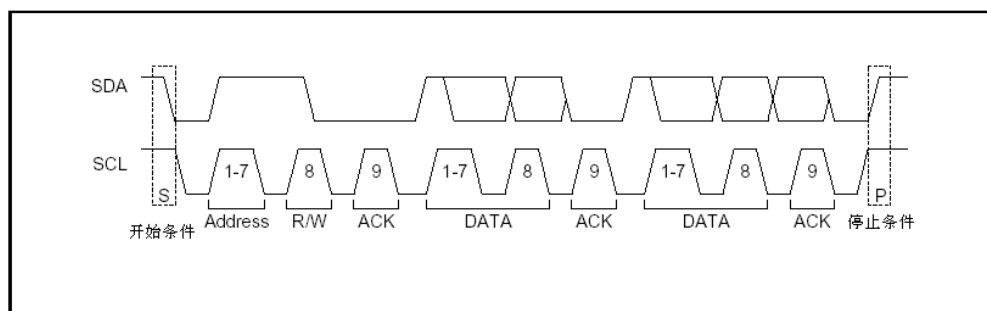 SDA
SCL
1-7 8 9 1-7 8 9 1-7 8 9
S P
Address R/W ACK DATA ACK DATA ACK
开始条件 停止条件